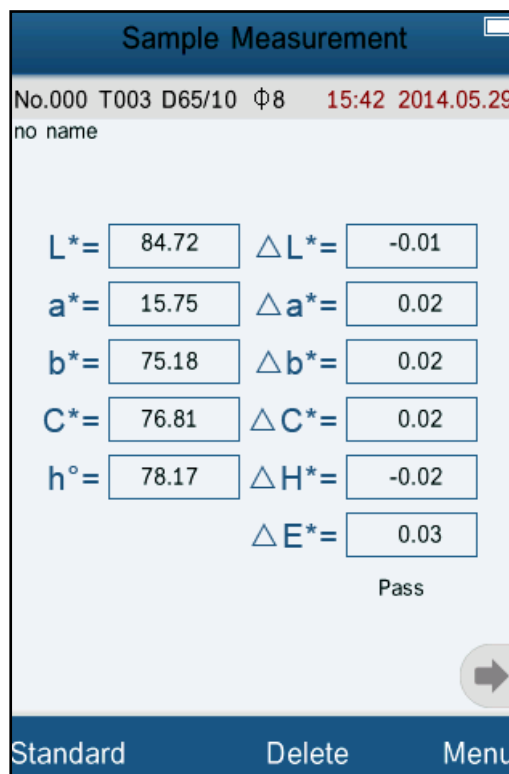 Sample Measurement
No.000 T003 D65/10 Φ8 15:42 2014.05.29
no name
L*= 84.72 △L*= -0.01
a*= 15.75 △a*= 0.02
b*= 75.18 △b*= 0.02
C*= 76.81 △C*= 0.02
h°= 78.17 △H*= -0.02
△E*= 0.03
Pass
Standard Delete Menu